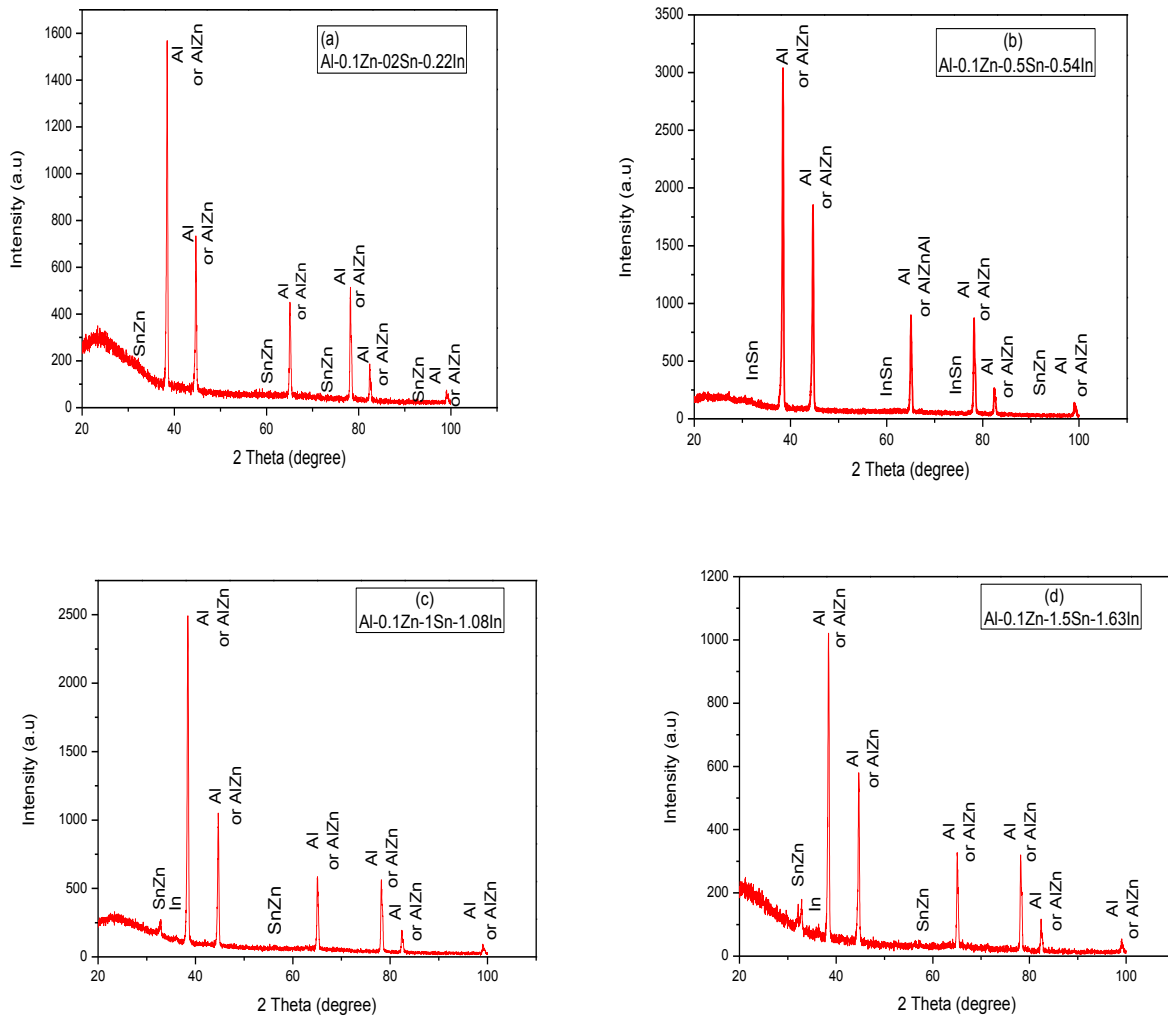 (a)
Al-0.1Zn-02Sn-0.22In
Intensity (a.u)
1600
1400
1200
1000
800
600
400
200
0
SnZn
Al
or AlZn
Al
or AlZn
SnZn
Al
or AlZn
SnZn
Al
or AlZn
Al
or AlZn
SnZn
Al
or AlZn
20
40
60
80
100
2 Theta (degree)
(b)
Al-0.1Zn-0.5Sn-0.54In
Intensity (a.u)
3500
3000
2500
2000
1500
1000
500
0
InSn
Al
or AlZn
Al
or AlZn
InSn
Al
or AlZnAl
InSn
Al
or AlZn
Al
or AlZn
SnZn
Al
or AlZn
20
40
60
80
100
2 Theta (degree)
(c)
Al-0.1Zn-1Sn-1.08In
Intensity (a.u)
2500
2000
1500
1000
500
0
SnZn
In
Al
or AlZn
Al
or AlZn
SnZn
Al
or AlZn
Al
or AlZn
Al
or AlZn
Al
or AlZn
20
40
60
80
100
2 Theta (degree)
(d)
Al-0.1Zn-1.5Sn-1.63In
Intensity (a.u)
1200
1000
800
600
400
200
0
SnZn
In
Al
or AlZn
Al
or AlZn
SnZn
Al
or AlZn
Al
or AlZn
Al
or AlZn
Al
or AlZn
20
40
60
80
100
2 Theta (degree)